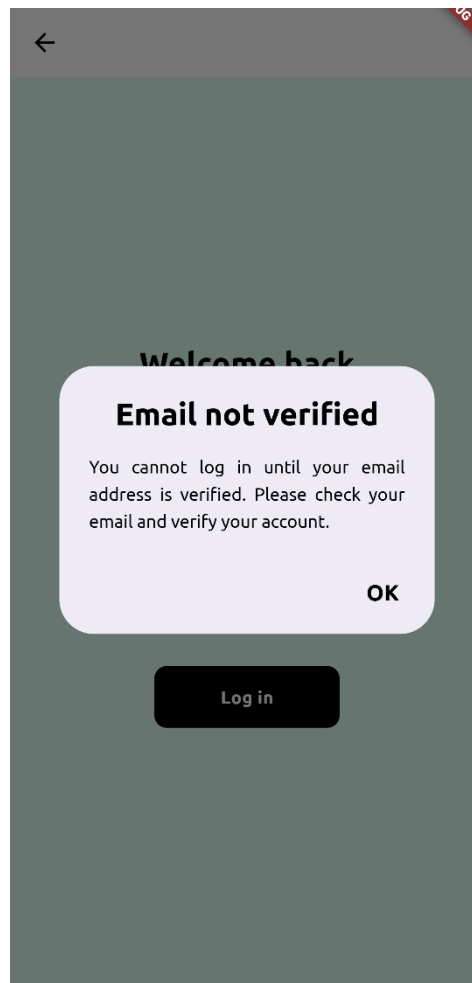 Welcome back
Email not verified
You cannot log in until your email
address is verified. Please check your
email and verify your account.
OK
Log in